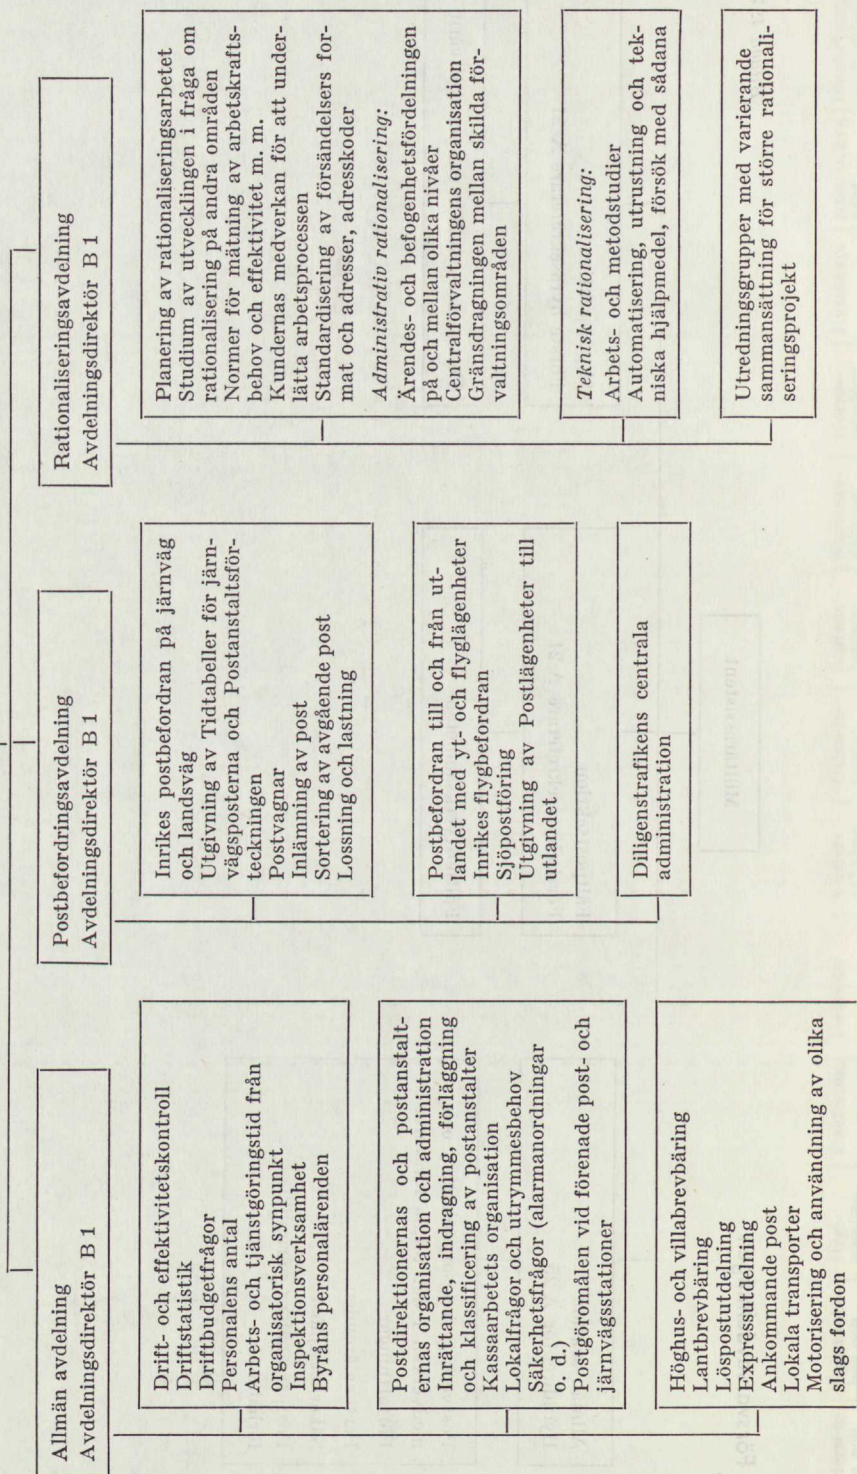 Allmän avdelning
Avdelningsdirektör B 1
Drift- och effektivitetskontroll
Driftstatistik
Driftbudgetfrågor
Personalens antal
Arbets- och tjänstgöringstid från
organisatorisk synpunkt
Inspektionsverksamhet
Byråns personalärenden
Postdirektionernas och postanstalt-
ernas organisation och administration
Inrättande, indragning, förläggning
och klassificering av postanstalter
Kassaarbetets organisation
Lokalfrågor och utrymmesbehov
Säkerhetsfrågor (alarmanordningar
o. d.)
Postgöromålen vid förenade post- och
järnvägsstationer
Höghus- och villabrevbäring
Lantbrevbäring
Löspostutdelning
Expressutdelning
Ankommande post
Lokala transporter
Motorisering och användning av olika
slags fordon
Postbefordringsavdelning
Avdelningsdirektör B 1
Inrikes postbefordran på järnväg
och landsväg
Utgivning av Tidtabeller för järn-
vägsposterna och Postanstaltsför-
teckningen
Postvagnar
Inlämning av post
Sortering av avgående post
Lossning och lastning
Postbefordran till och från ut-
landet med yt- och flyglägenheter
Inrikes flygbefordran
Sjöpostföring
Utgivning av Postlägenheter till
utlandet
Diligenstrafikens centrala
administration
Rationaliseringsavdelning
Avdelningsdirektör B 1
Planering av rationaliseringsarbetet
Studium av utvecklingen i fråga om
rationalisering på andra områden
Normer för mätning av arbetskrafts-
behov och effektivitet m. m.
Kundernas medverkan för att under-
lätta arbetsprocessen
Standardisering av försändelsers for-
mat och adresser, adresskoder
Administrativ rationalisering:
Ärendes- och befogenhetsfördelningen
på och mellan olika nivåer
Centralförvaltningens organisation
Gränsdragningen mellan skilda för-
valtningsområden
Teknisk rationalisering:
Arbets- och metodstudier
Automatisering, utrustning och tek-
niska hjälpmedel, försök med sådana
Utredningsgrupper med varierande
sammansättning för större rationali-
seringsprojekt